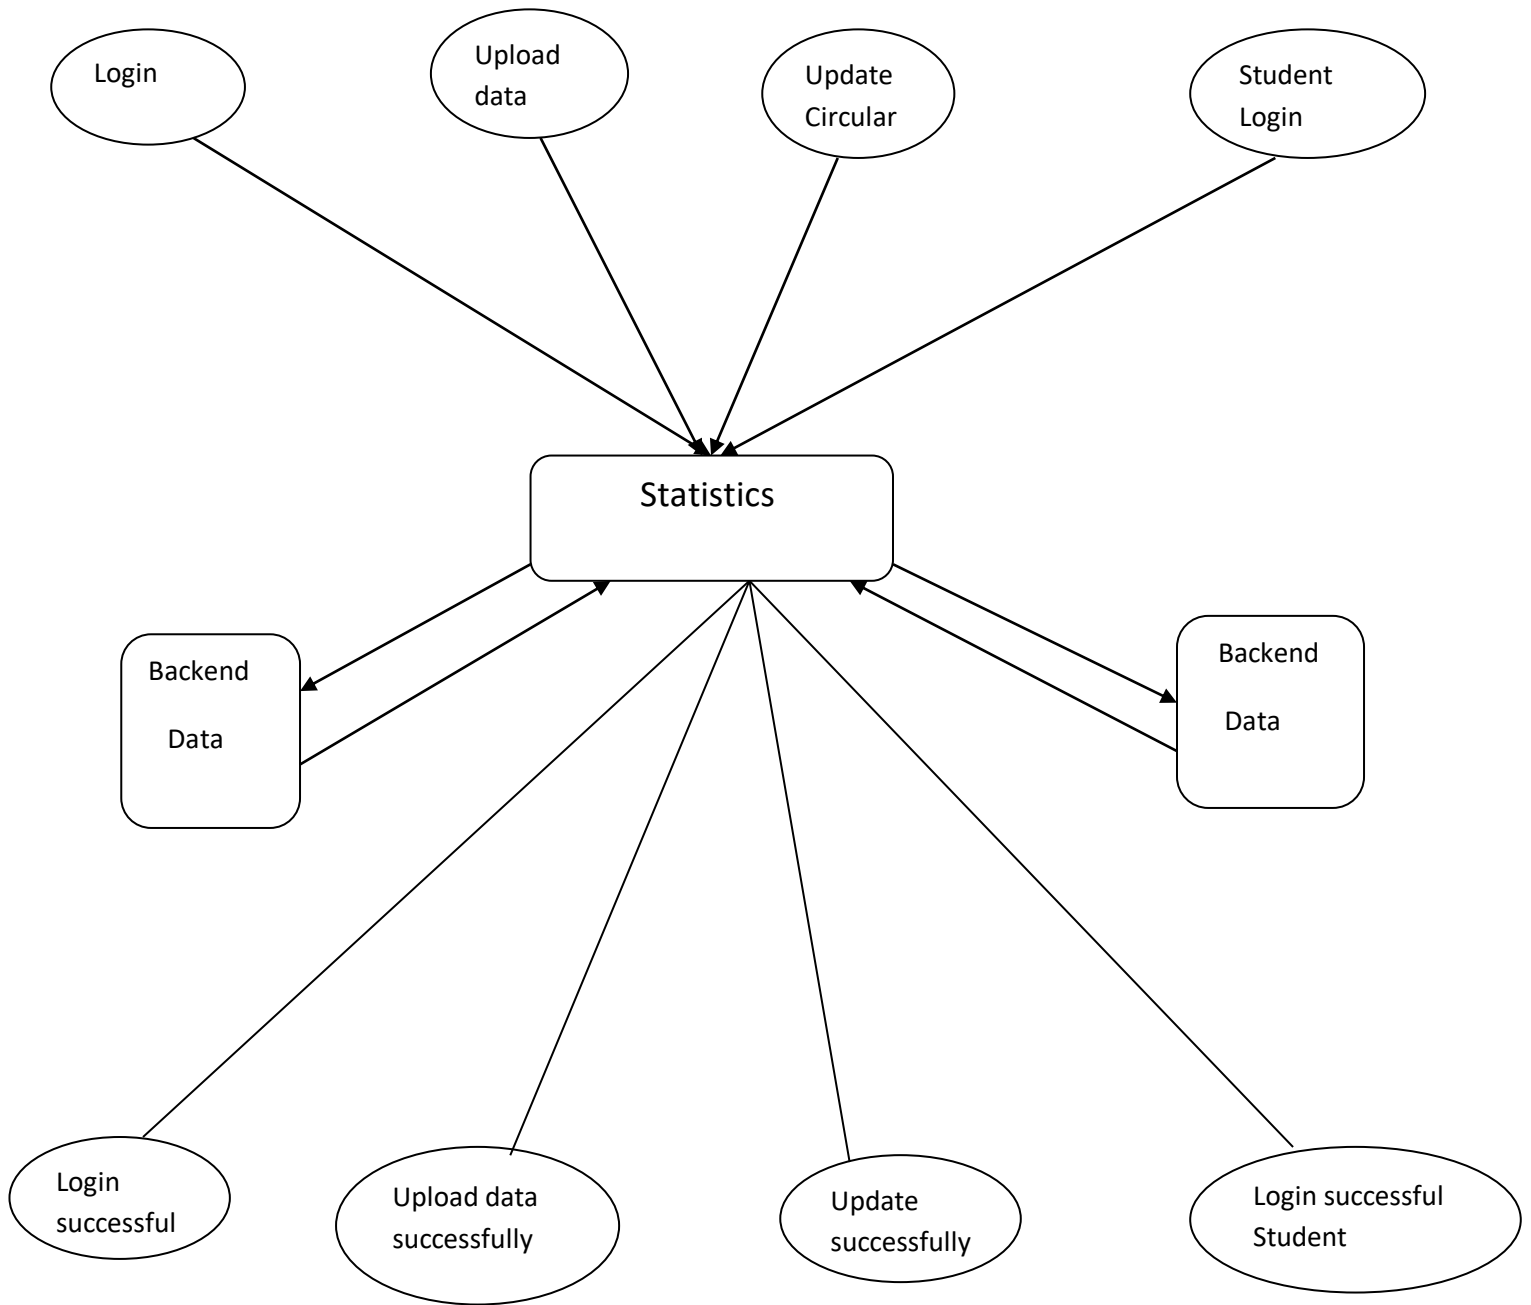 Login
Upload
data
Update
Circular
Student
Login
Statistics
Backend
Data
Backend
Data
Login
successful
Upload data
successfully
Update
successfully
Login successful
Student